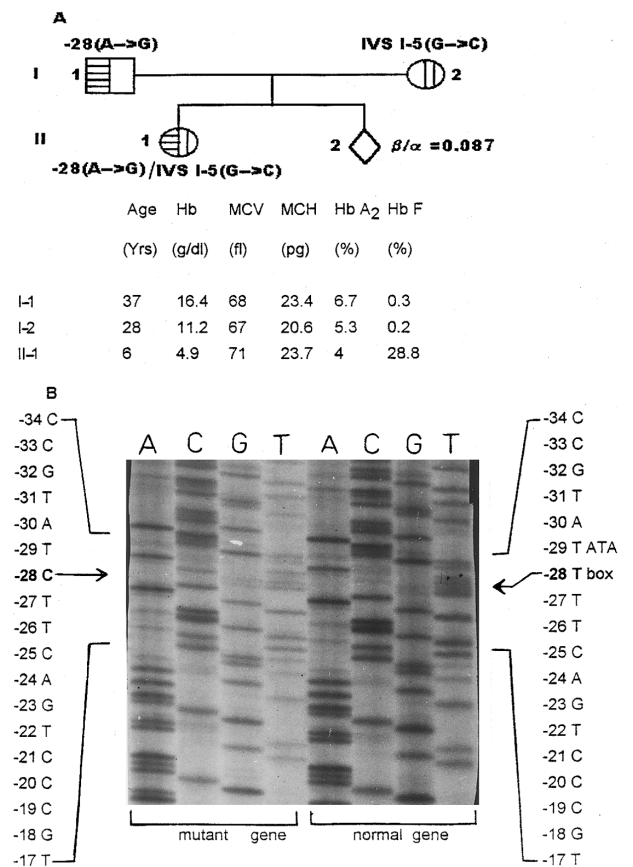 A
-28(A—>G) IVS I-5(G—>C)
I 1 2
II 1 2 β/α =0.087
-28(A—>G)/IVS I-5(G—>C)
Age Hb MCV MCH Hb A2 Hb F
(Yrs) (g/dl) (fl) (pg) (%) (%)
I-1 37 16.4 68 23.4 6.7 0.3
I-2 28 11.2 67 20.6 5.3 0.2
II-1 6 4.9 71 23.7 4 28.8
B
A C G T A C G T
-34 C
-33 C
-32 G
-31 T
-30 A
-29 T
-28 C
-27 T
-26 T
-25 C
-24 A
-23 G
-22 T
-21 C
-20 C
-19 C
-18 G
-17 T
-34 C
-33 C
-32 G
-31 T
-30 A
-29 T ATA
-28 T box
-27 T
-26 T
-25 C
-24 A
-23 G
-22 T
-21 C
-20 C
-19 C
-18 G
-17 T
mutant gene normal gene